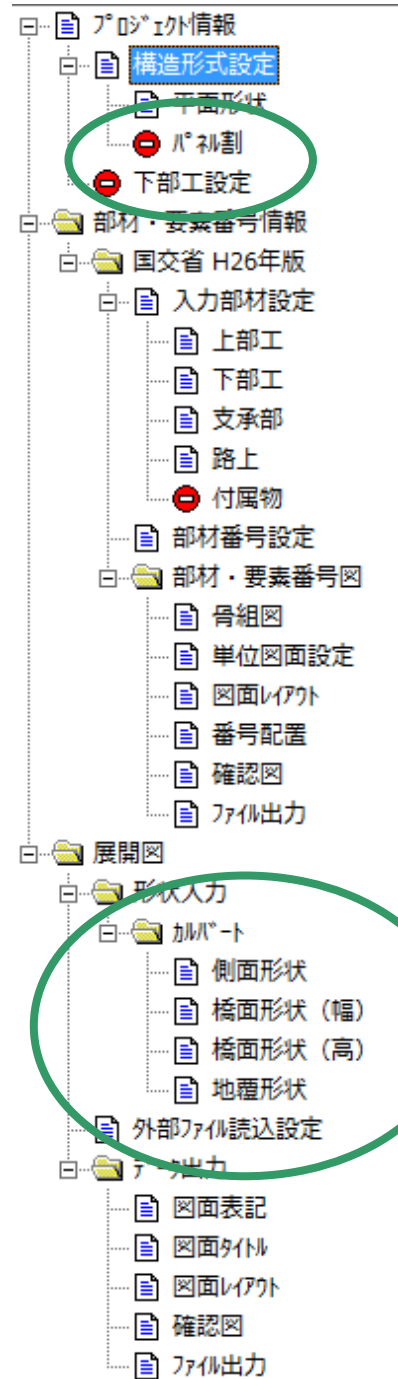 ﾌﾟﾛｼﾞｪｸﾄ情報
構造形式設定
平面形状
ﾊﾟﾈﾙ割
下部工設定
部材・要素番号情報
国交省 H26年版
入力部材設定
上部工
下部工
支承部
路上
付属物
部材番号設定
部材・要素番号図
骨組図
単位図面設定
図面ﾚｲｱｳﾄ
番号配置
確認図
ﾌｧｲﾙ出力
展開図
形状入力
ｶﾙﾊﾞｰﾄ
側面形状
橋面形状（幅）
橋面形状（高）
地覆形状
外部ﾌｧｲﾙ読込設定
ﾃﾞｰﾀ出力
図面表記
図面ﾀｲﾄﾙ
図面ﾚｲｱｳﾄ
確認図
ﾌｧｲﾙ出力